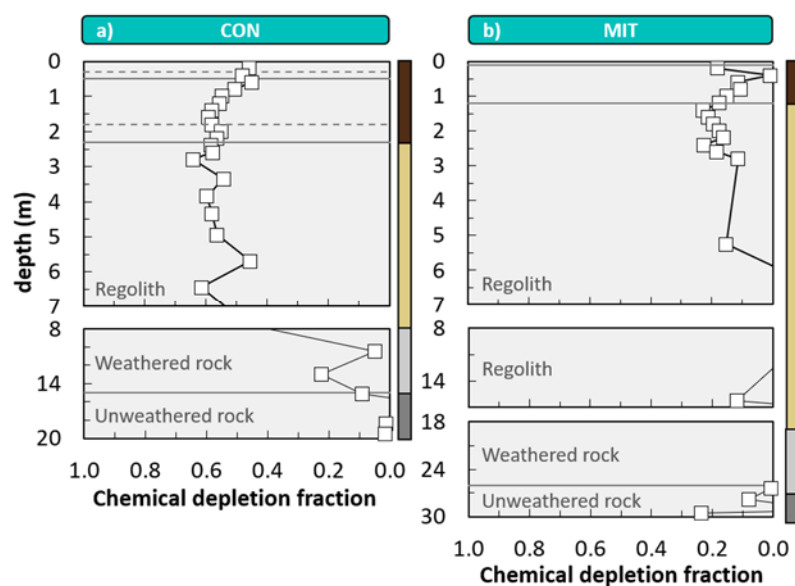 a) CON
0
1
2
3
4
5
6
7
depth (m)
Regolith
8
14
20
Weathered rock
Unweathered rock
1.0 0.8 0.6 0.4 0.2 0.0
Chemical depletion fraction
b) MIT
0
1
2
3
4
5
6
7
Regolith
8
14
Regolith
18
24
30
Weathered rock
Unweathered rock
1.0 0.8 0.6 0.4 0.2 0.0
Chemical depletion fraction